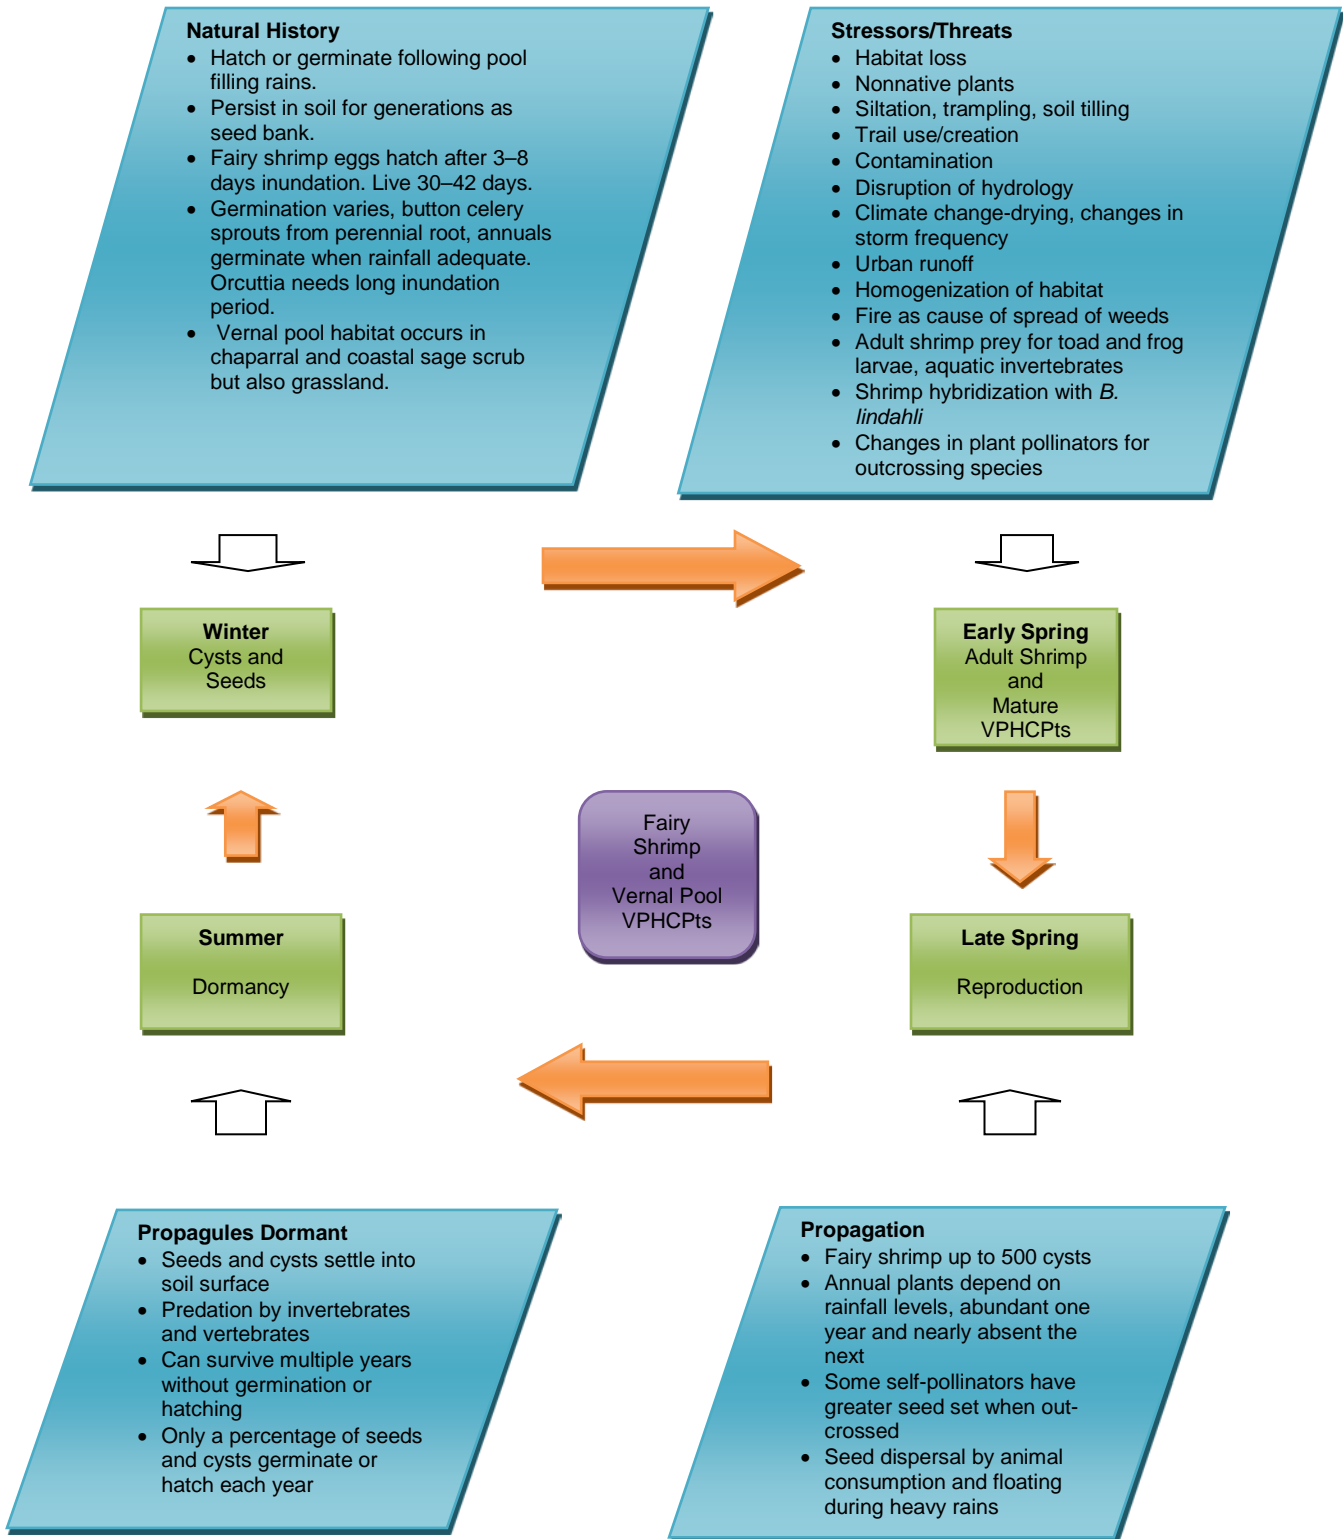 Natural History
• Hatch or germinate following pool
filling rains.
• Persist in soil for generations as
seed bank.
• Fairy shrimp eggs hatch after 3–8
days inundation. Live 30–42 days.
• Germination varies, button celery
sprouts from perennial root, annuals
germinate when rainfall adequate.
Orcuttia needs long inundation
period.
• Vernal pool habitat occurs in
chaparral and coastal sage scrub
but also grassland.
Stressors/Threats
• Habitat loss
• Nonnative plants
• Siltation, trampling, soil tilling
• Trail use/creation
• Contamination
• Disruption of hydrology
• Climate change-drying, changes in
storm frequency
• Urban runoff
• Homogenization of habitat
• Fire as cause of spread of weeds
• Adult shrimp prey for toad and frog
larvae, aquatic invertebrates
• Shrimp hybridization with B.
lindahli
• Changes in plant pollinators for
outcrossing species
Winter
Cysts and
Seeds
Early Spring
Adult Shrimp
and
Mature
VPHCPts
Fairy
Shrimp
and
Vernal Pool
VPHCPts
Summer
Dormancy
Late Spring
Reproduction
Propagules Dormant
• Seeds and cysts settle into
soil surface
• Predation by invertebrates
and vertebrates
• Can survive multiple years
without germination or
hatching
• Only a percentage of seeds
and cysts germinate or
hatch each year
Propagation
• Fairy shrimp up to 500 cysts
• Annual plants depend on
rainfall levels, abundant one
year and nearly absent the
next
• Some self-pollinators have
greater seed set when out-
crossed
• Seed dispersal by animal
consumption and floating
during heavy rains